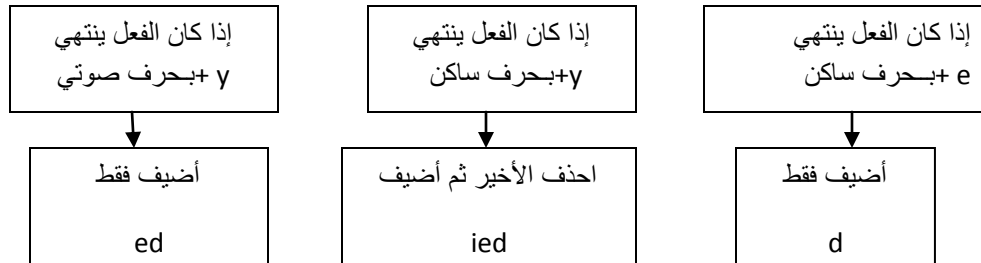 إذا كان الفعل ينتهي
بــحرف ساكن+ e
أضيف فقط
d
إذا كان الفعل ينتهي
بـحرف ساكن+y
احذف الأخير ثم أضيف
ied
إذا كان الفعل ينتهي
بـحرف صوتي+ y
أضيف فقط
ed